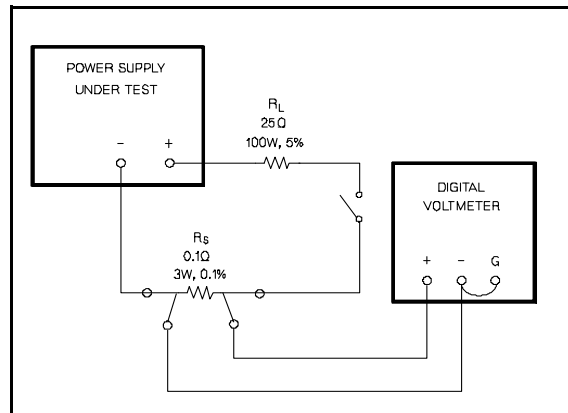 POWER SUPPLY
UNDER TEST
- +
RL
25Ω
100W, 5%
DIGITAL
VOLTMETER
+ - G
RS
0.1Ω
3W, 0.1%